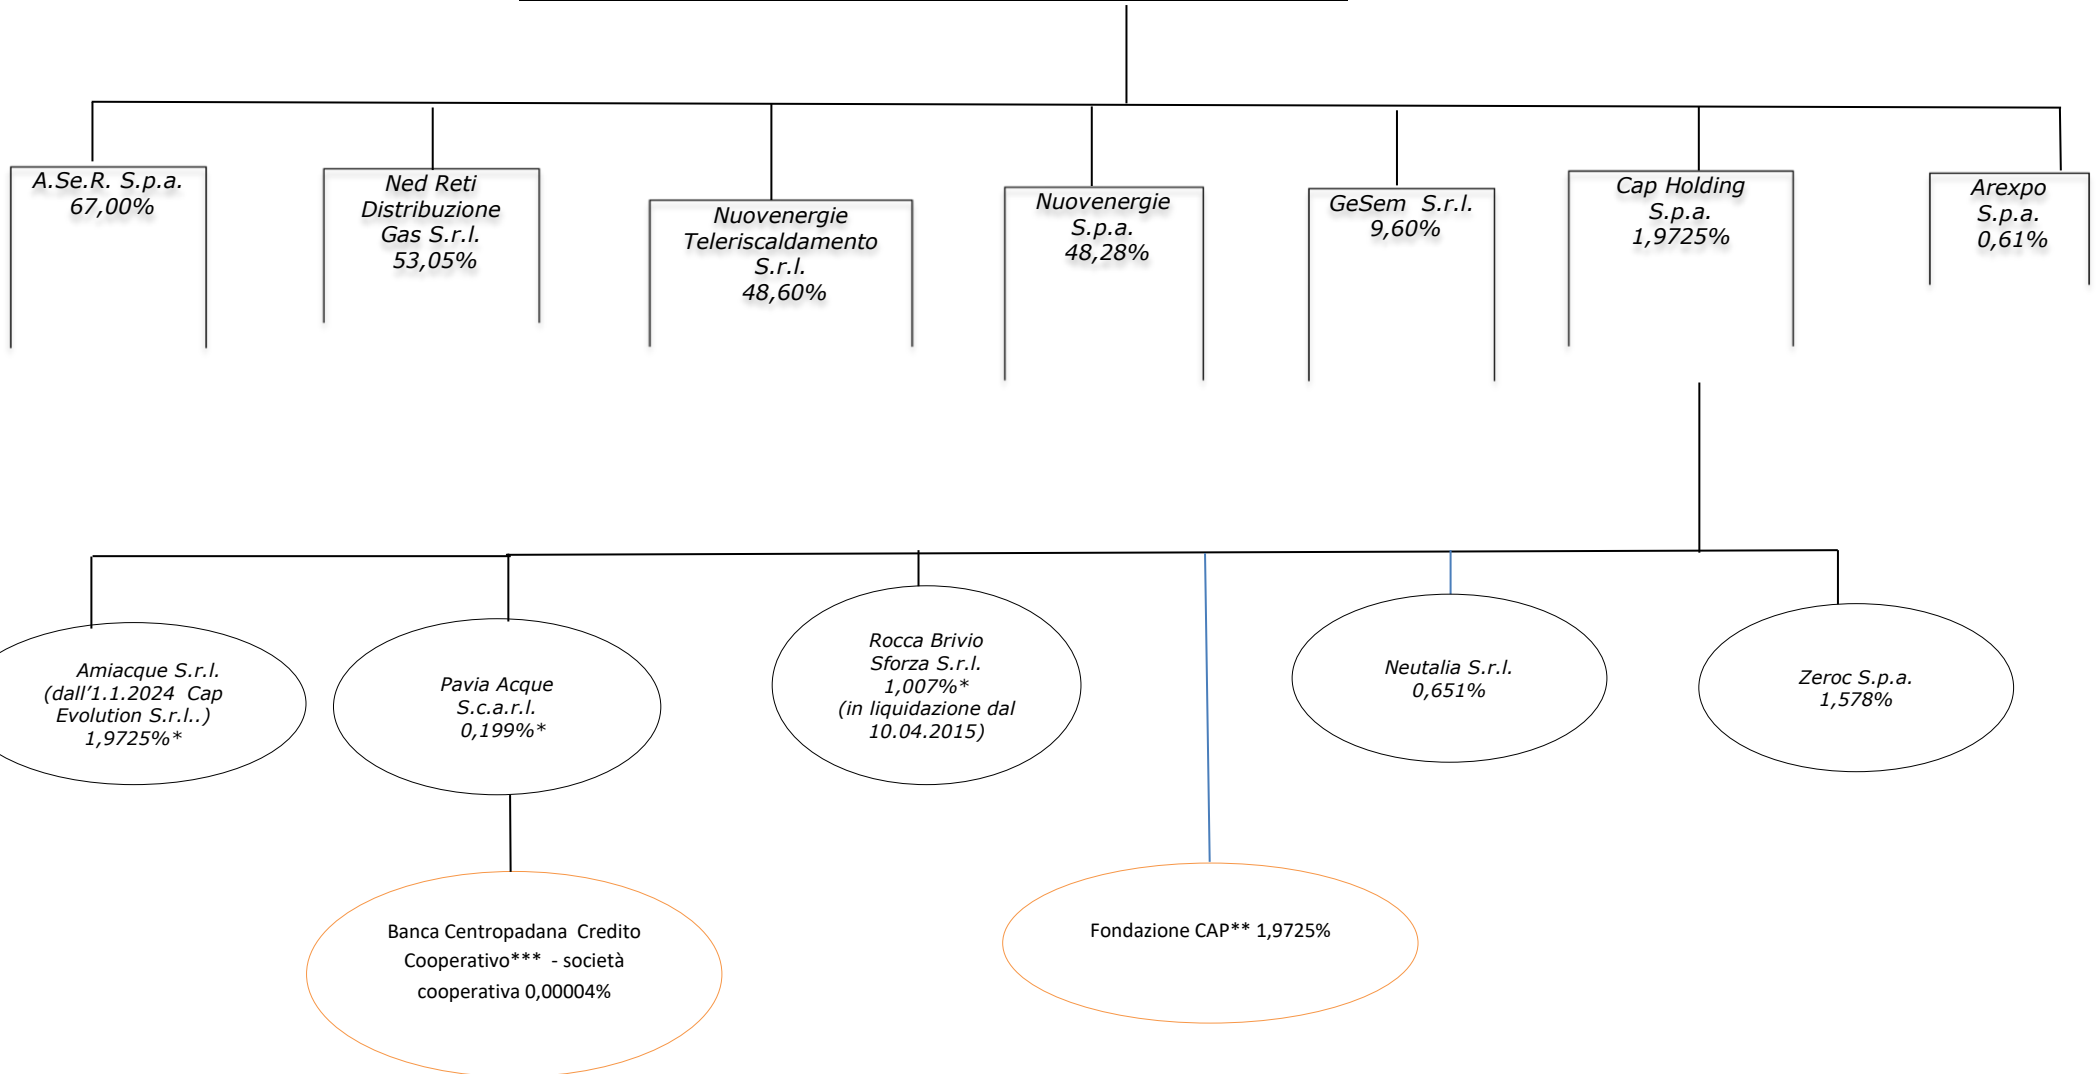 A.Se.R. S.p.a.
67,00%
Ned Reti
Distribuzione
Gas S.r.l.
53,05%
Nuovenergie
Teleriscaldamento
S.r.l.
48,60%
Nuovenergie
S.p.a.
48,28%
GeSem S.r.l.
9,60%
Cap Holding
S.p.a.
1,9725%
Arexpo
S.p.a.
0,61%
Amiacque S.r.l.
(dall’1.1.2024 Cap
Evolution S.r.l..)
1,9725%*
Pavia Acque
S.c.a.r.l.
0,199%*
Rocca Brivio
Sforza S.r.l.
1,007%*
(in liquidazione dal
10.04.2015)
Neutalia S.r.l.
0,651%
Zeroc S.p.a.
1,578%
Banca Centropadana Credito
Cooperativo*** - società
cooperativa 0,00004%
Fondazione CAP** 1,9725%